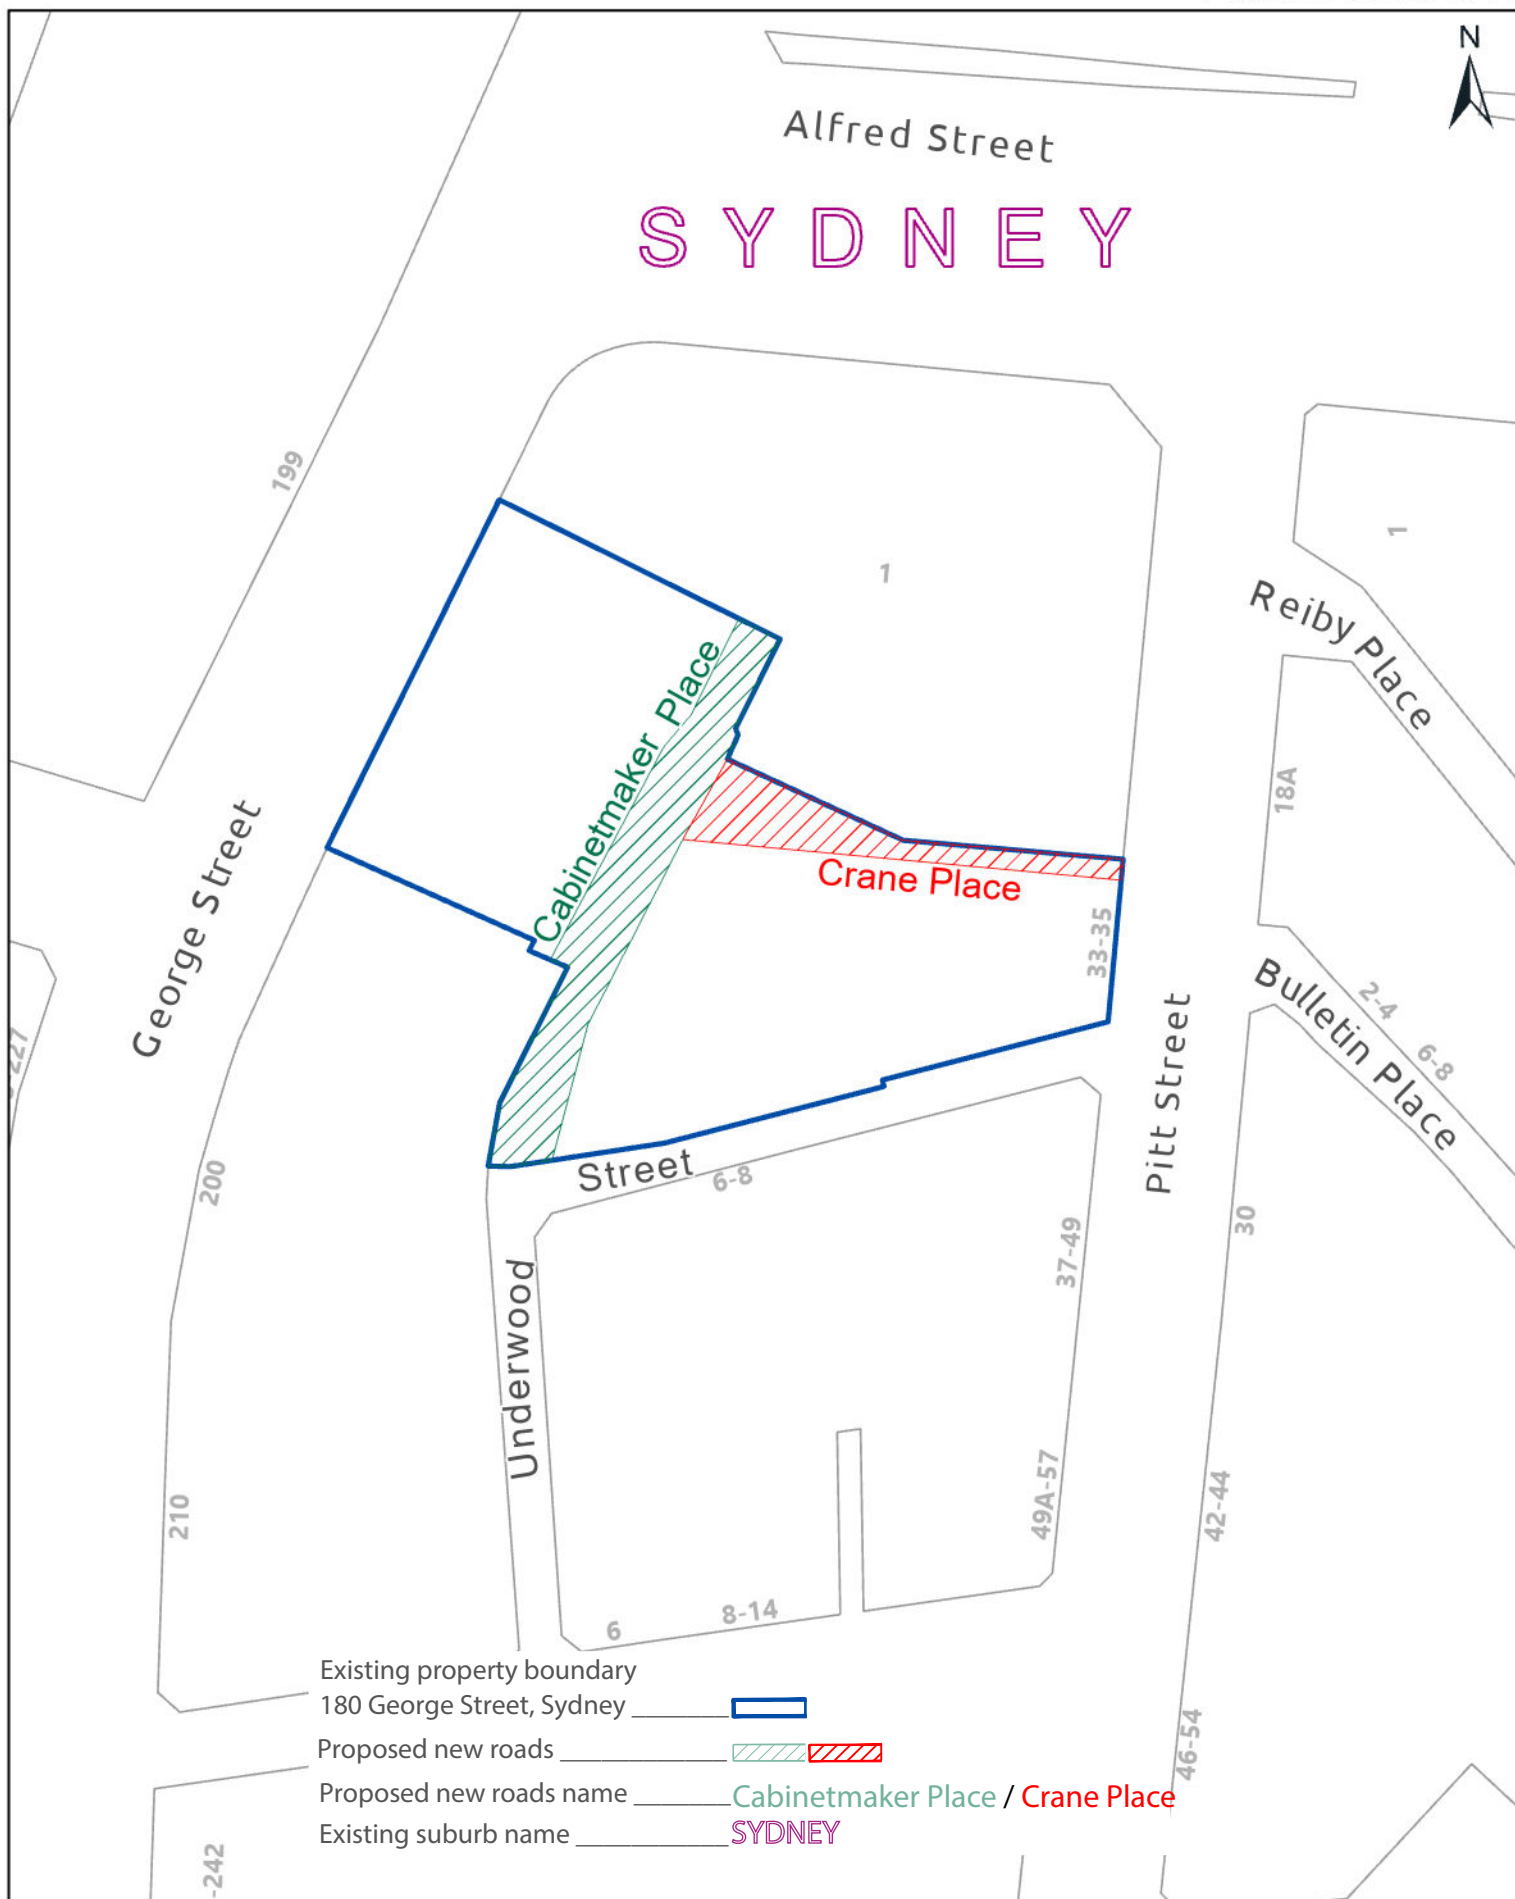 N
Alfred Street
SYDNEY
199
1
1
Reiby Place
Cabinetmaker Place
18A
Crane Place
George Street
33-35
Bulletin Place
2-4
6-8
Pitt Street
200
Street
6-8
30
37-49
Underwood
210
49A-57
42-44
8-14
6
Existing property boundary
180 George Street, Sydney
Proposed new roads
Proposed new roads name Cabinetmaker Place / Crane Place
Existing suburb name SYDNEY
46-54
-242